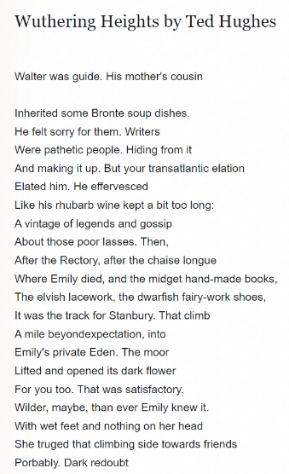 Wuthering Heights by Ted Hughes
Walter was guide. His mother's cousin
Inherited some Bronte soup dishes.
He felt sorry for them. Writers
Were pathetic people. Hiding from it
And making it up. But your transatlantic elation
Elated him. He effervesced
Like his rhubarb wine kept a bit too long:
A vintage of legends and gossip
About those poor lasses. Then,
After the Rectory, after the chaise longue
Where Emily died, and the midget hand-made books,
The elvish lacework, the dwarfish fairy-work shoes,
It was the track for Stanbury. That climb
A mile beyondexpectation, into
Emily's private Eden. The moor
Lifted and opened its dark flower
For you too. That was satisfactory.
Wilder, maybe, than ever Emily knew it.
With wet feet and nothing on her head
She truged that climbing side towards friends
Porbably. Dark redoubt